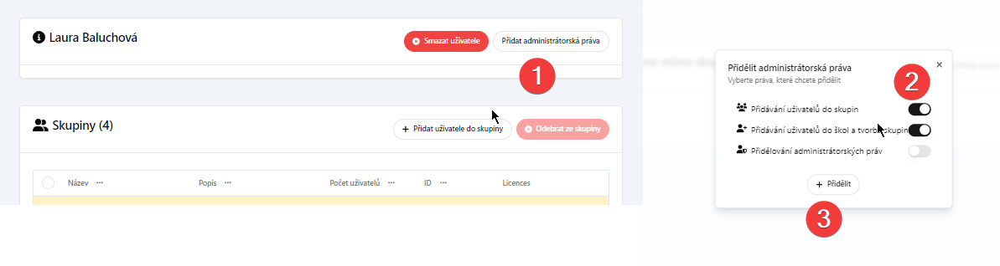 Laura Baluchová
Smazat uživatele
Přidat administrátorská práva
1
Skupiny (4)
Přidat uživatele do skupiny
Odebrat ze skupiny
Název
Popis
Počet uživatelů
ID
Licences
Přidělit administrátorská práva
Vyberte práva, které chcete přidělit
2
Přidávání uživatelů do skupin
Přidávání uživatelů do škol a tvorba skupin
Přidělování administrátorských práv
Přidělit
3